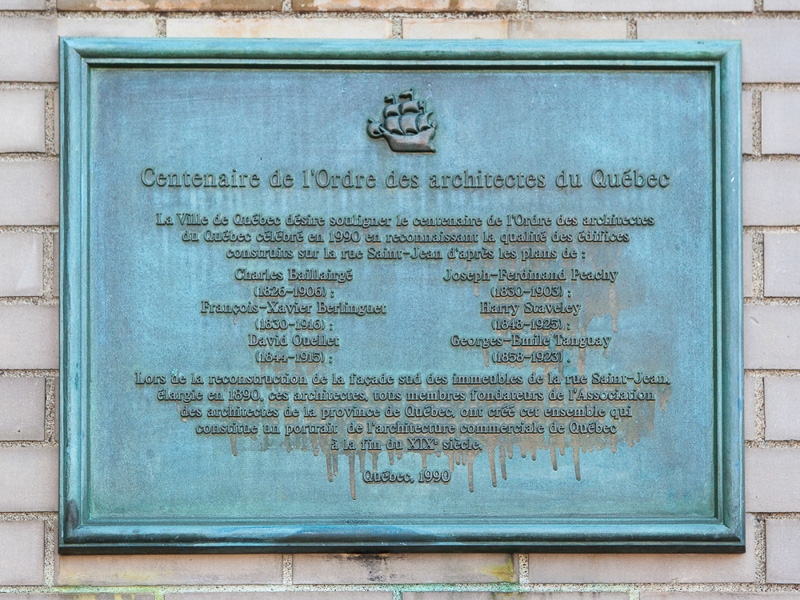 Centenaire de l'Ordre des architectes du Québec
La Ville de Québec désire souligner le centenaire de l'Ordre des architectes
du Québec célébré en 1990 en reconnaissant la qualité des édifices
construits sur la rue Saint-Jean d'après les plans de :
Charles Baillairgé
(1826-1906) ;
François-Xavier Berlinguet
(1830-1916) ;
David Ouellet
(1844-1915) ;
Joseph-Ferdinand Peachy
(1830-1903) ;
Harry Staveley
(1848-1925) ;
Georges-Emile Tanguay
(1858-1923) .
Lors de la reconstruction de la façade sud des immeubles de la rue Saint-Jean,
élargie en 1890, ces architectes, tous membres fondateurs de l'Association
des architectes de la province de Québec, ont créé cet ensemble qui
constitue un portrait de l'architecture commerciale de Québec
à la fin du XIXe siècle.
Québec, 1990